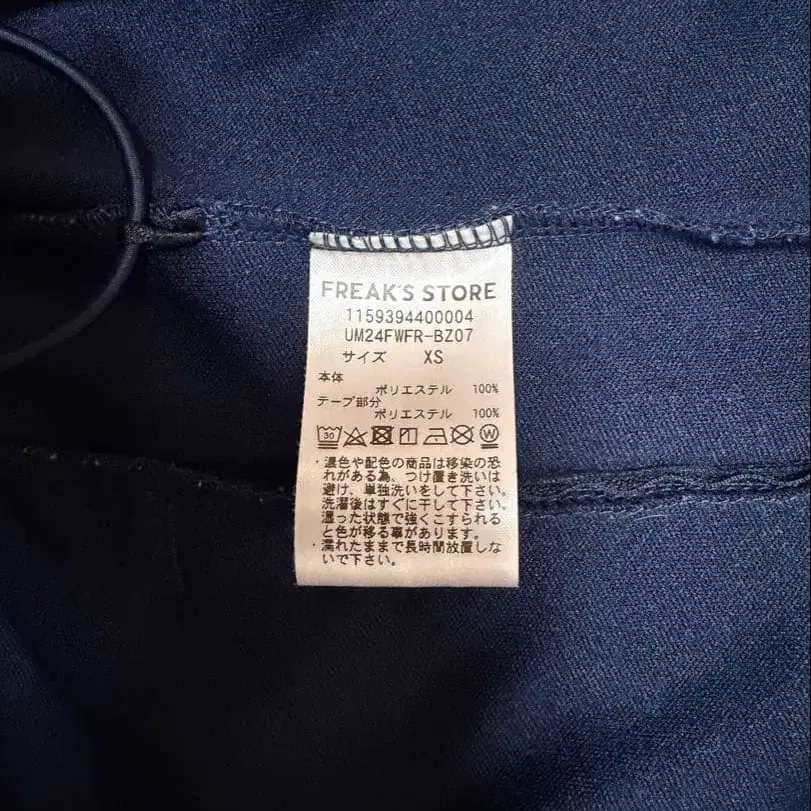 FREAK'S STORE
1159394400004
UM24FWFR-BZ07
サイズ XS
本体
ポリエステル 100%
テープ部分
ポリエステル 100%
30 W
・濃色や配色の商品は移染の恐
れがある為、つけ置き洗いは
避け、単独洗いをして下さい。
洗濯後はすぐに干して下さい。
湿った状態で強くこすられる
と色が移る事があります。
・濡れたままで長時間放置しな
いで下さい。